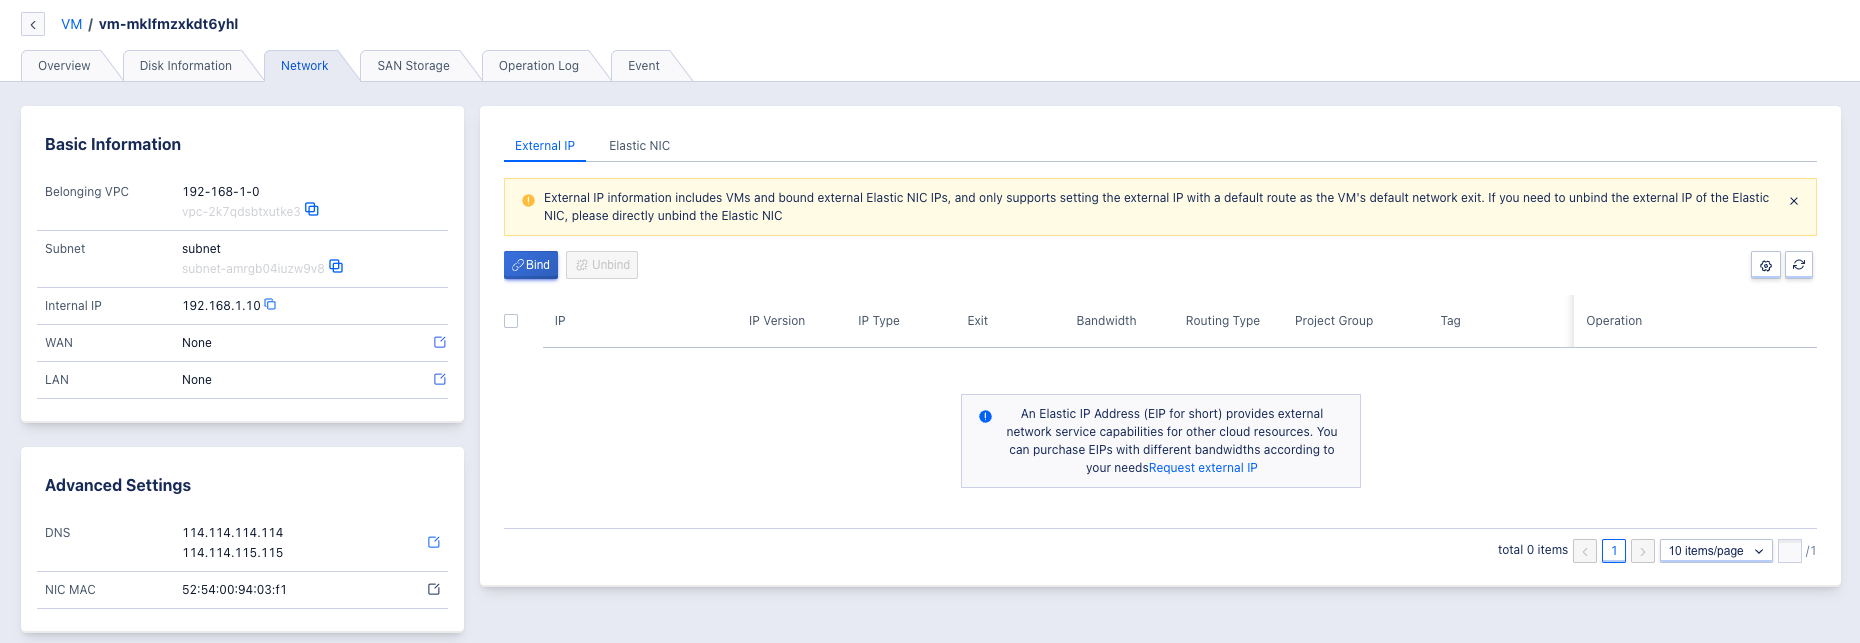 VM / vm-mklfmzxkdt6yhl
Overview
Disk Information
Network
SAN Storage
Operation Log
Event
Basic Information
Belonging VPC
192-168-1-0
vpc-2k7qdsbtxutke3
Subnet
subnet
subnet-amrgb04iuzw9v8
Internal IP
192.168.1.10
WAN
None
LAN
None
Advanced Settings
DNS
114.114.114.114
114.114.115.115
NIC MAC
52:54:00:94:03:f1
External IP
Elastic NIC
External IP information includes VMs and bound external Elastic NIC IPs, and only supports setting the external IP with a default route as the VM's default network exit. If you need to unbind the external IP of the Elastic
NIC, please directly unbind the Elastic NIC
Bind
Unbind
IP
IP Version
IP Type
Exit
Bandwidth
Routing Type
Project Group
Tag
Operation
An Elastic IP Address (EIP for short) provides external
network service capabilities for other cloud resources. You
can purchase EIPs with different bandwidths according to
your needsRequest external IP
total 0 items
1
10 items/page
/1